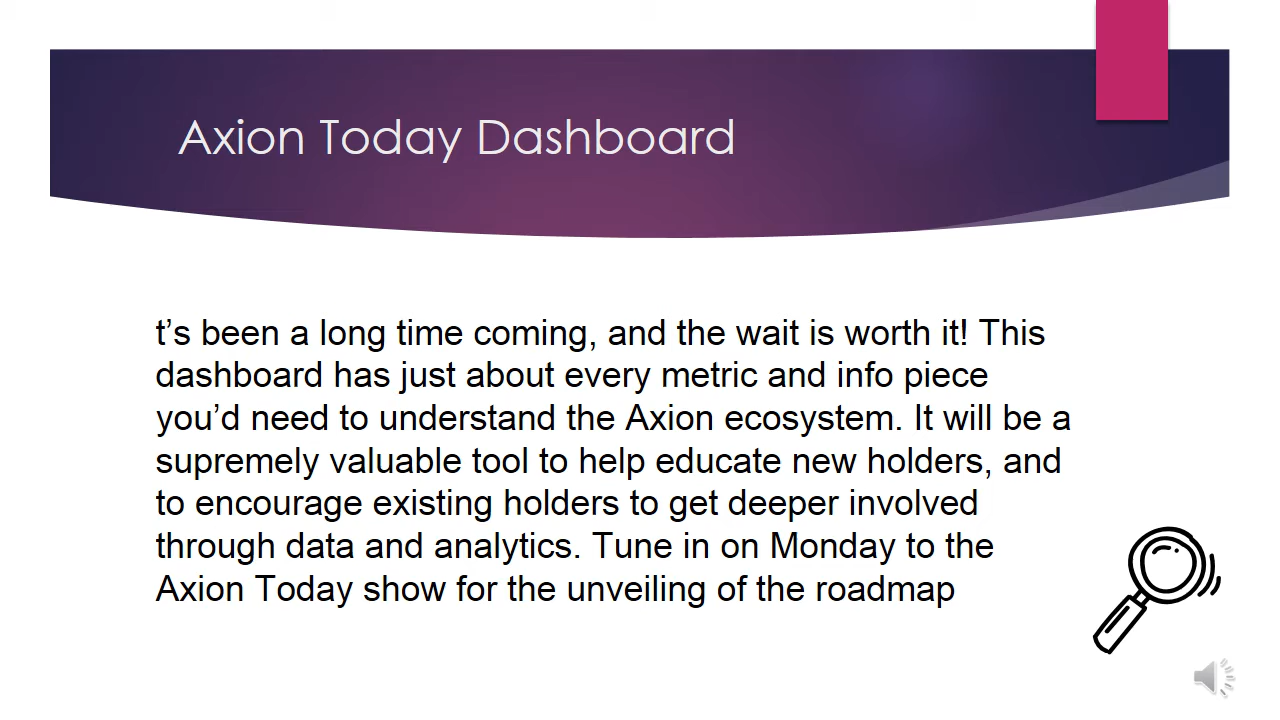 Axion Today Dashboard
t’s been a long time coming, and the wait is worth it! This
dashboard has just about every metric and info piece
you’d need to understand the Axion ecosystem. It will be a
supremely valuable tool to help educate new holders, and
to encourage existing holders to get deeper involved
through data and analytics. Tune in on Monday to the
Axion Today show for the unveiling of the roadmap